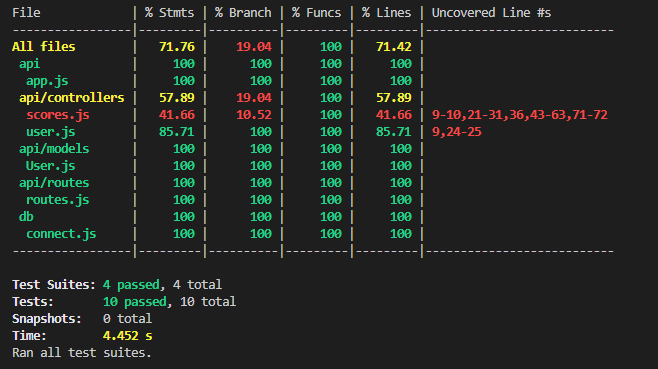 File | % Stmts | % Branch | % Funcs | % Lines | Uncovered Line #s
-----------------|---------|----------|---------|---------|-------------------------
All files | 71.76 | 19.04 | 100 | 71.42 |
api | 100 | 100 | 100 | 100 |
app.js | 100 | 100 | 100 | 100 |
api/controllers | 57.89 | 19.04 | 100 | 57.89 |
scores.js | 41.66 | 10.52 | 100 | 41.66 | 9-10,21-31,36,43-63,71-72
user.js | 85.71 | 100 | 100 | 85.71 | 9,24-25
api/models | 100 | 100 | 100 | 100 |
User.js | 100 | 100 | 100 | 100 |
api/routes | 100 | 100 | 100 | 100 |
routes.js | 100 | 100 | 100 | 100 |
db | 100 | 100 | 100 | 100 |
connect.js | 100 | 100 | 100 | 100 |
-----------------|---------|----------|---------|---------|-------------------------
Test Suites: 4 passed, 4 total
Tests: 10 passed, 10 total
Snapshots: 0 total
Time: 4.452 s
Ran all test suites.